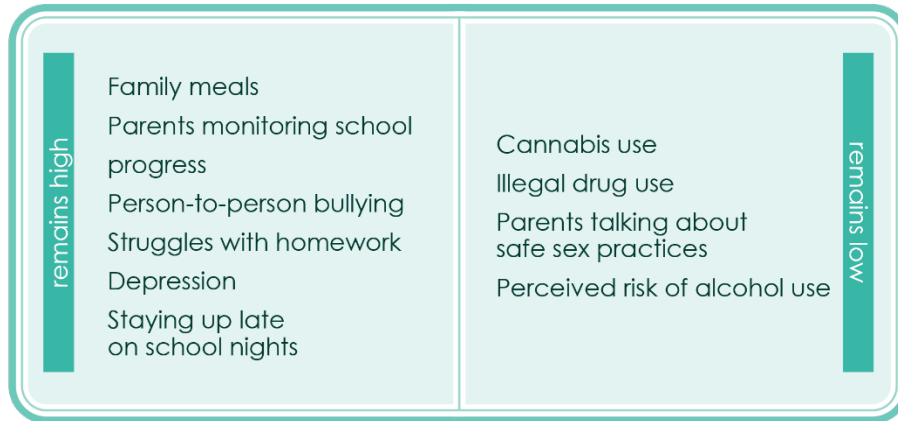 remains high
Family meals
Parents monitoring school
progress
Person-to-person bullying
Struggles with homework
Depression
Staying up late
on school nights
Cannabis use
Illegal drug use
Parents talking about
safe sex practices
Perceived risk of alcohol use
remains low